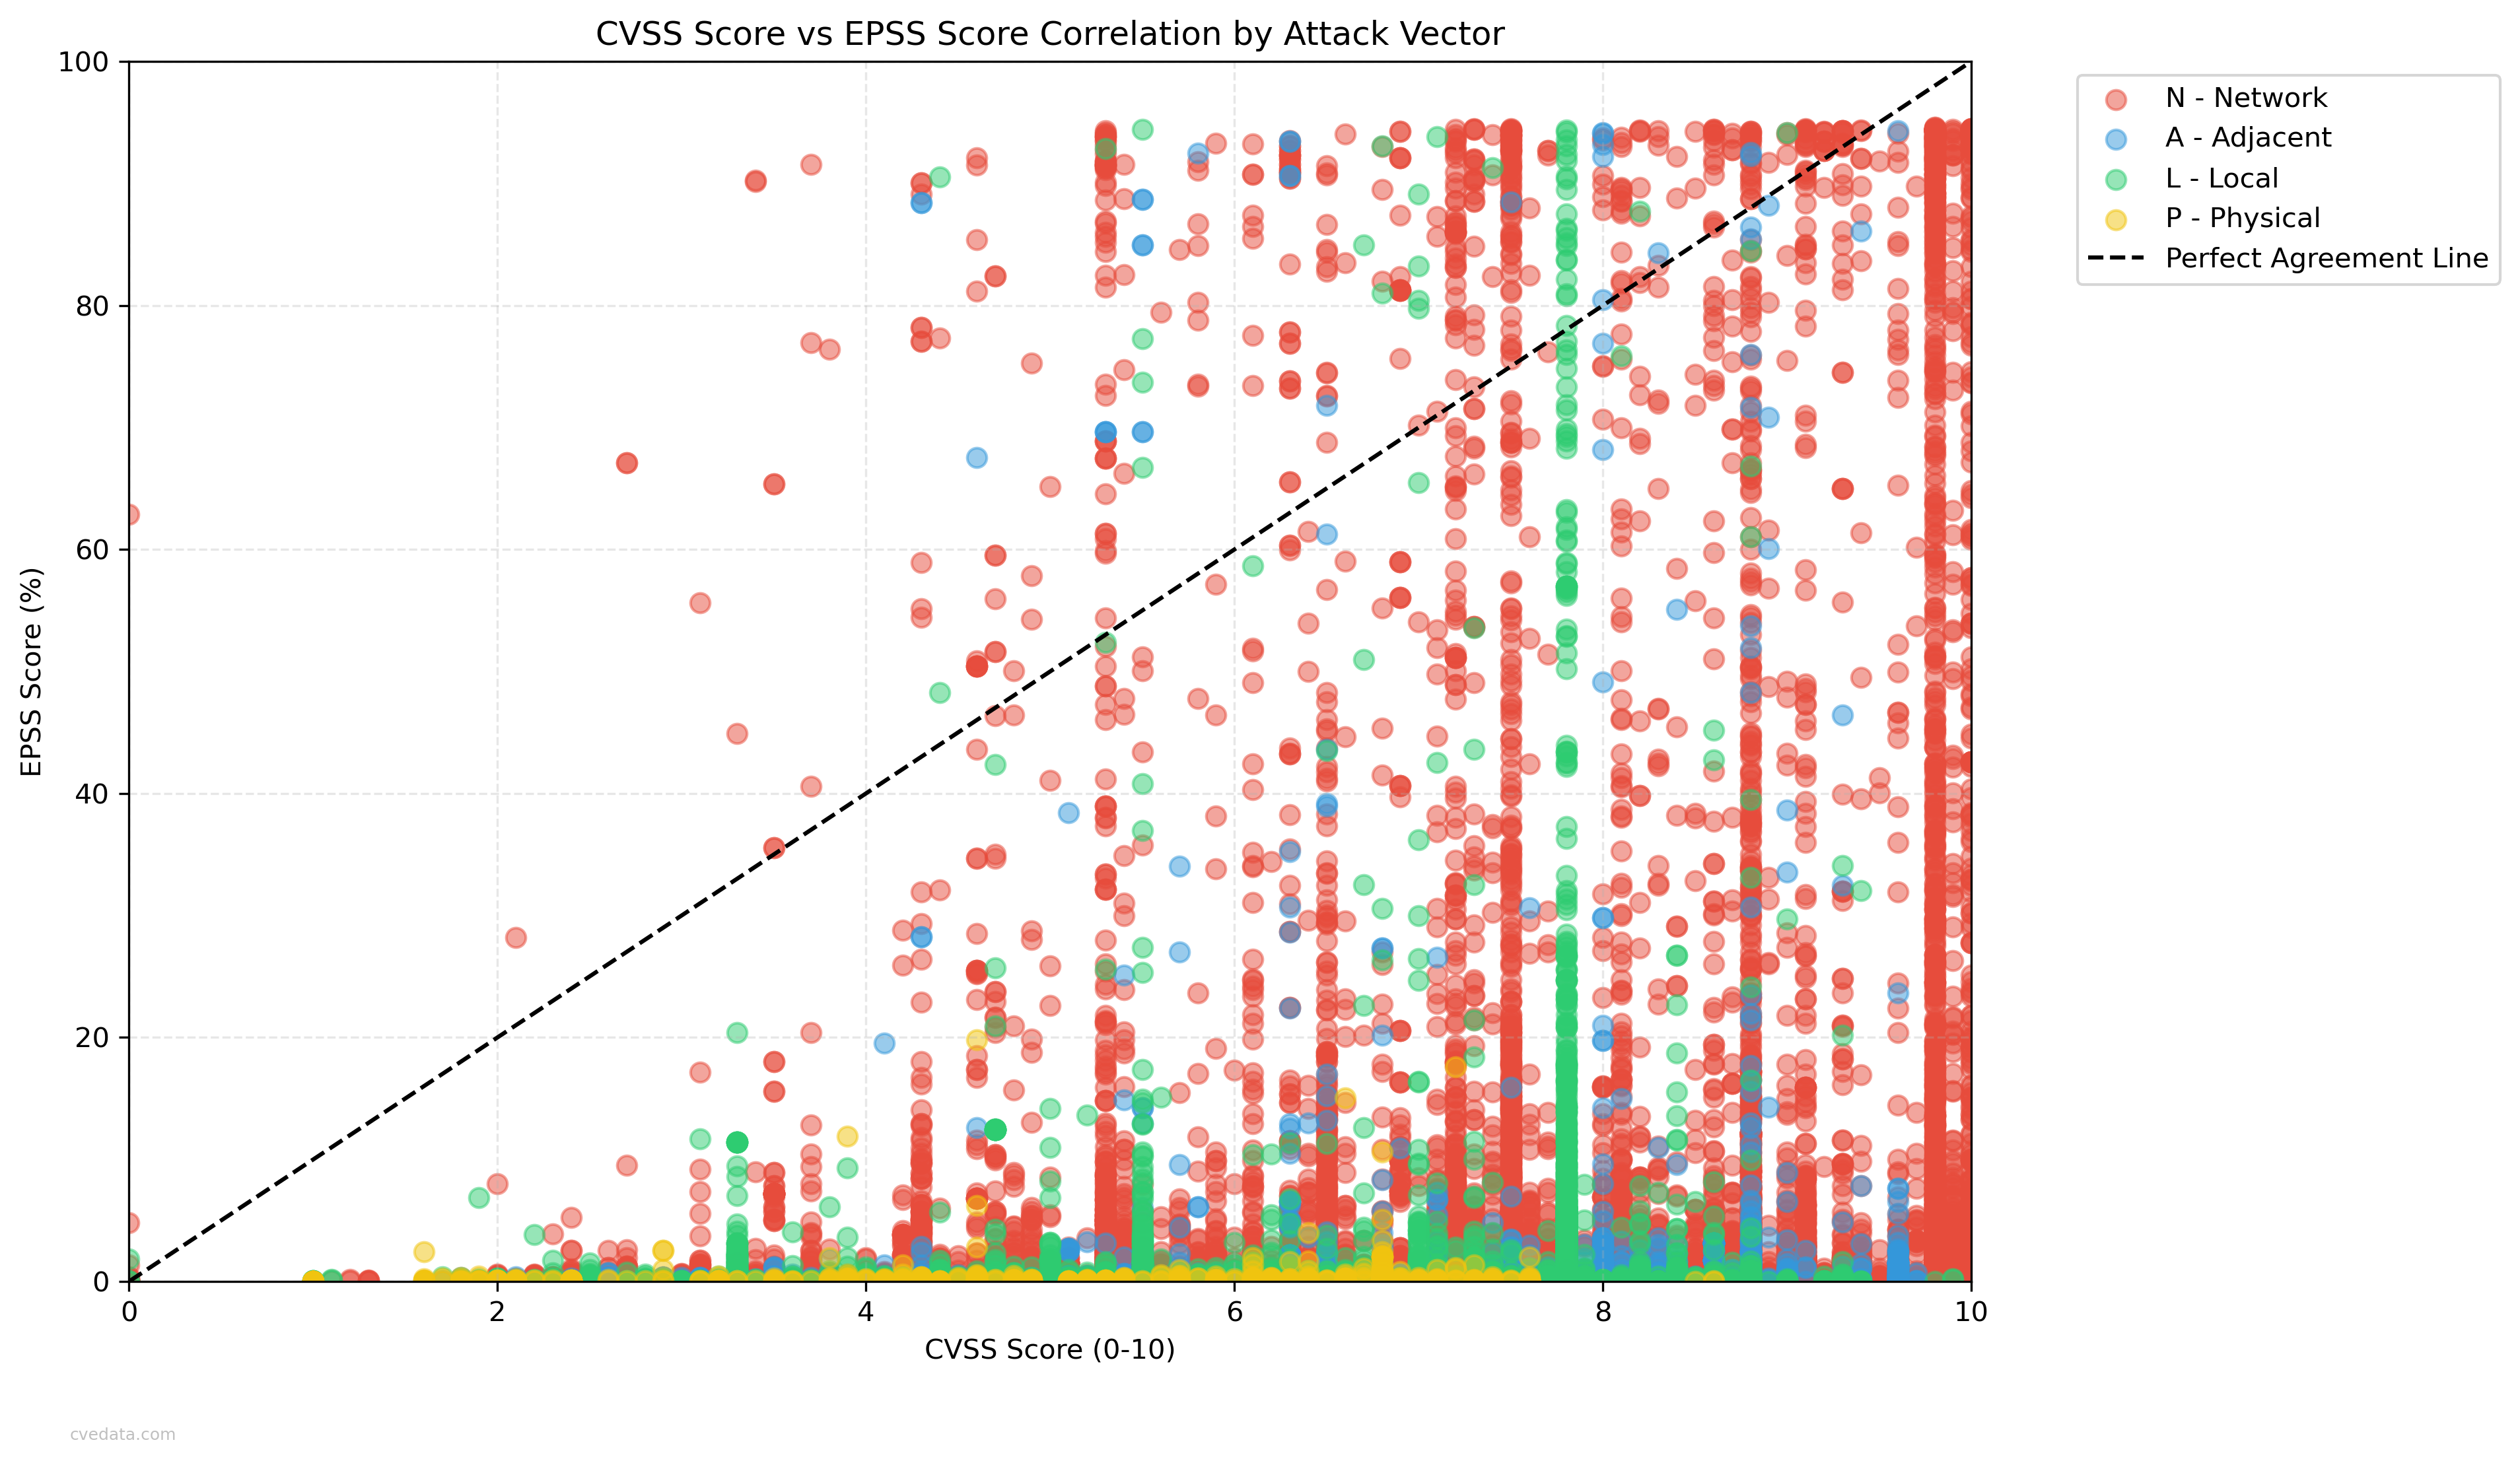 CVSS Score vs EPSS Score Correlation by Attack Vector
100
80
60
40
20
0
EPSS Score (%)
0 2 4 6 8 10
CVSS Score (0-10)
N - Network
A - Adjacent
L - Local
P - Physical
Perfect Agreement Line
cvedata.com